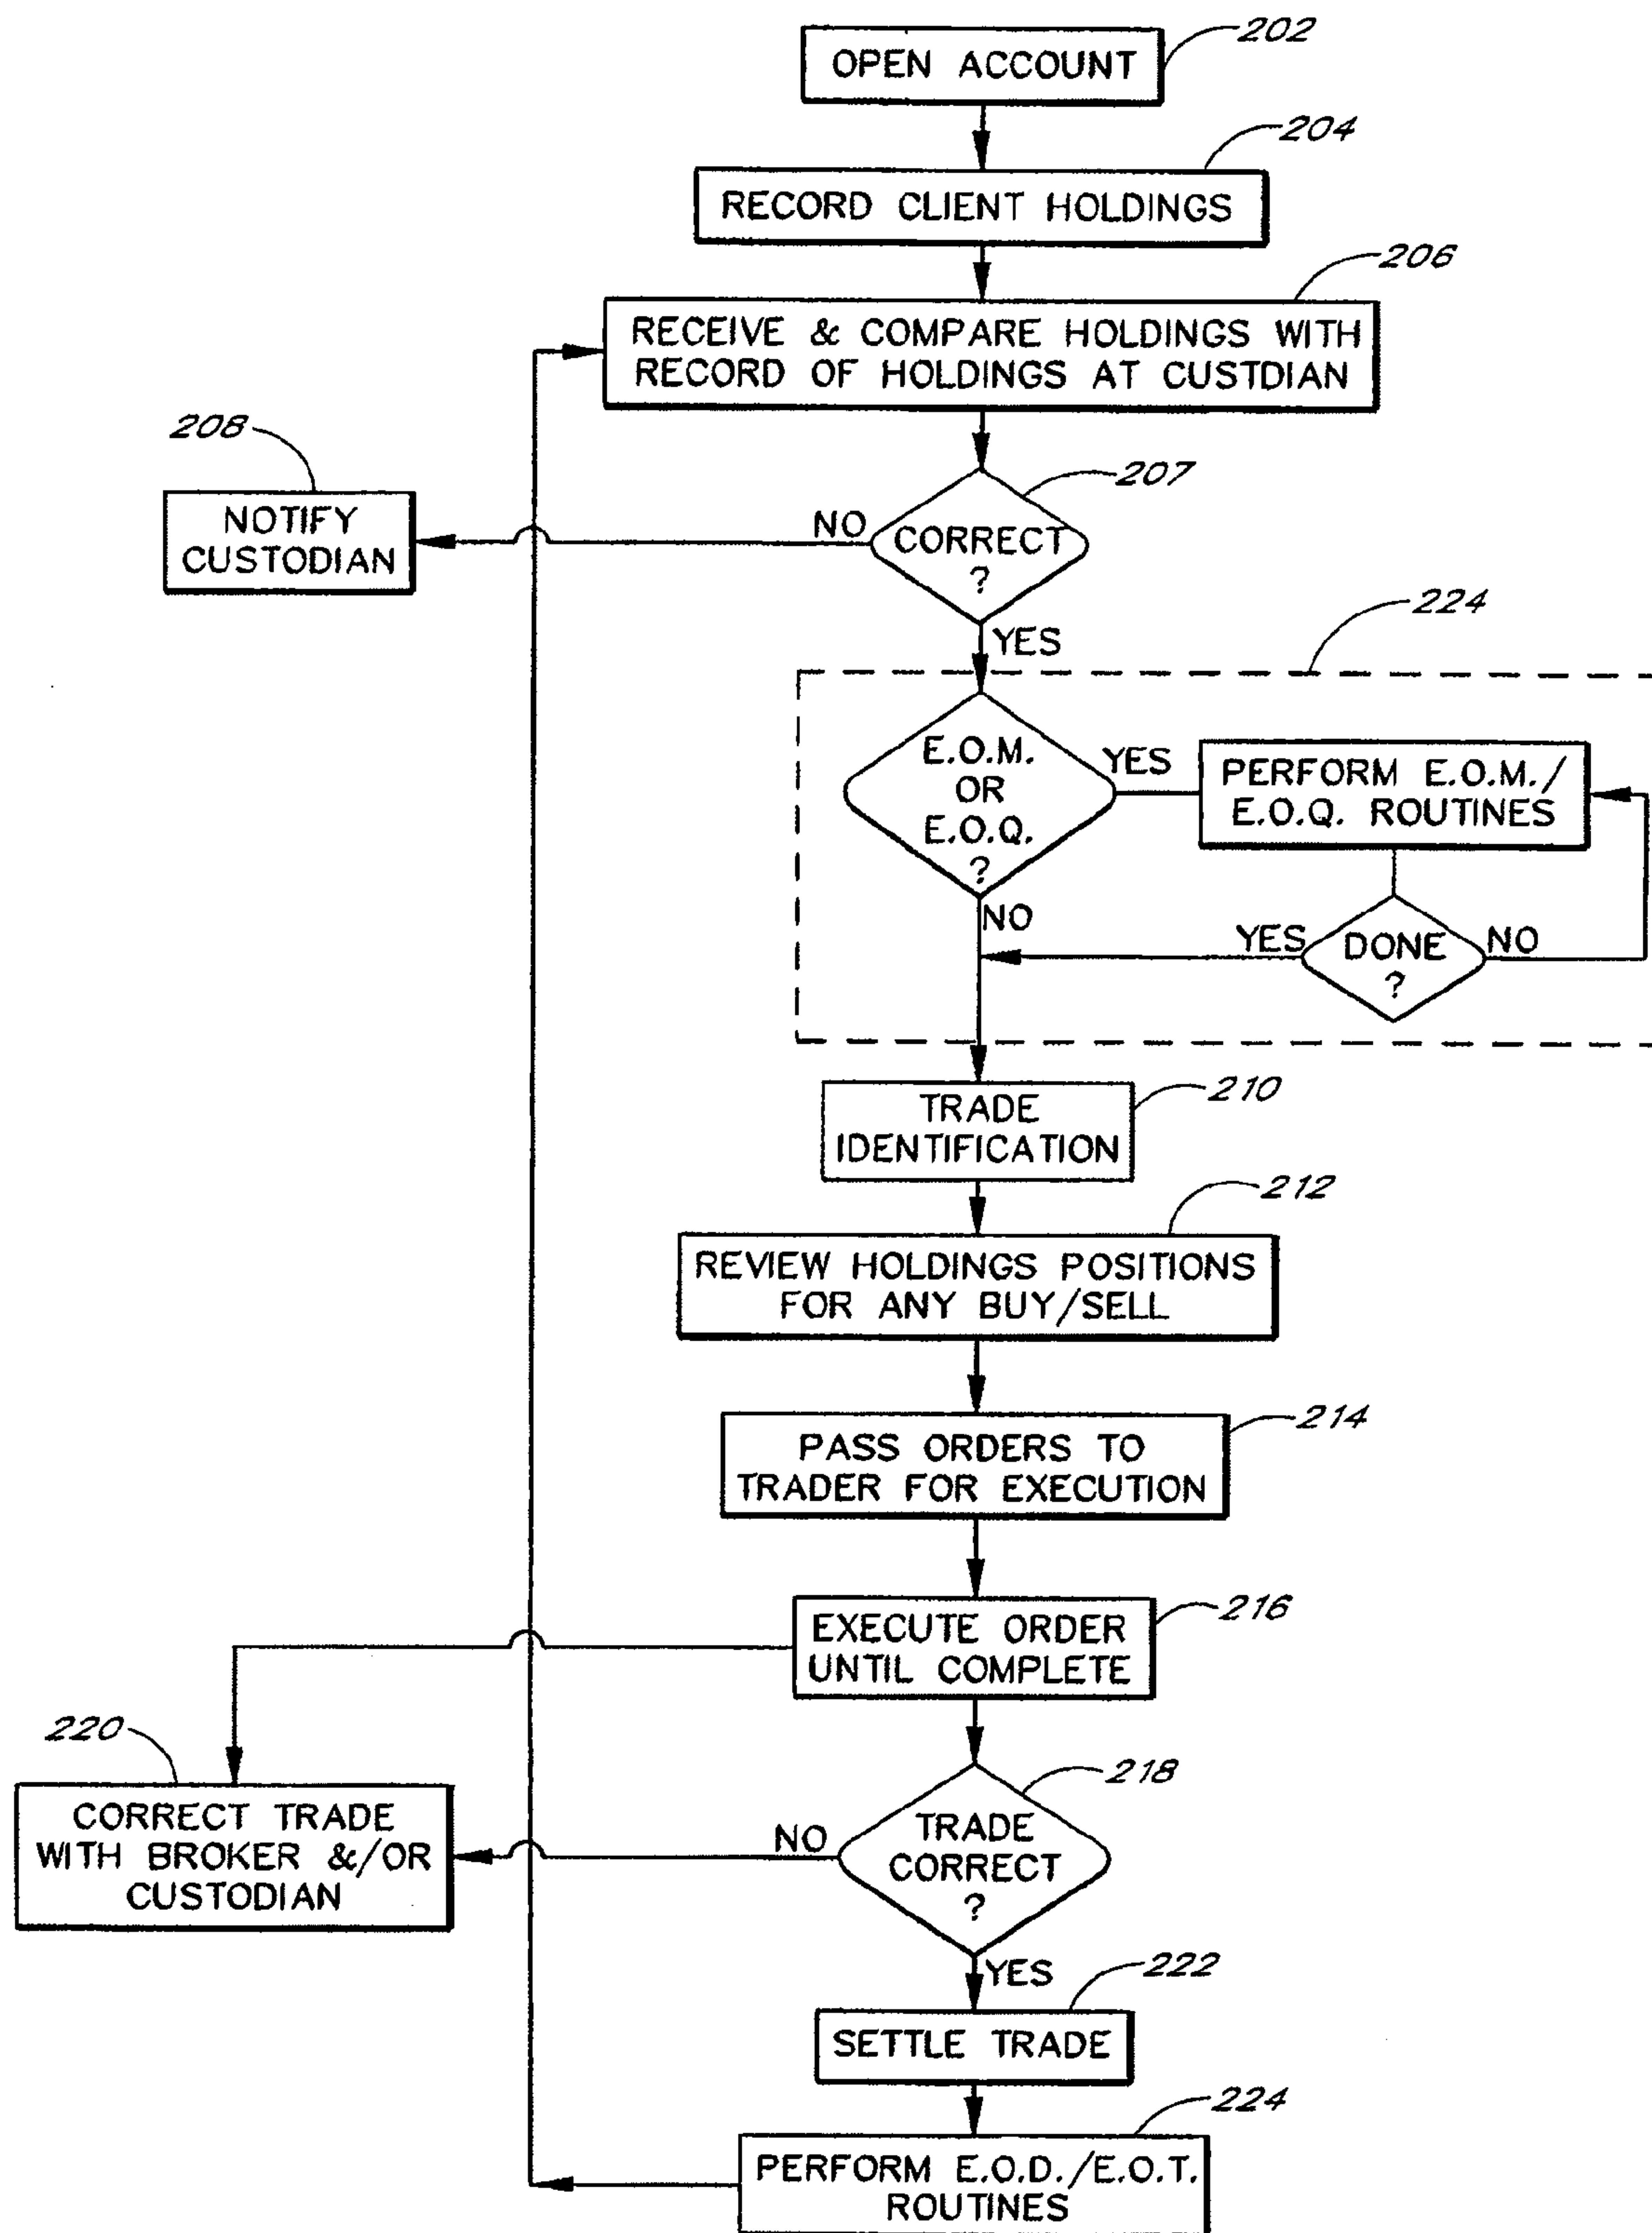 202
OPEN ACCOUNT
204
RECORD CLIENT HOLDINGS
206
RECEIVE & COMPARE HOLDINGS WITH
RECORD OF HOLDINGS AT CUSTDIAN
208
NOTIFY
CUSTODIAN
207
NO
CORRECT
?
YES
224
E.O.M.
OR
E.O.Q.
?
YES
PERFORM E.O.M./
E.O.Q. ROUTINES
NO
YES
DONE
?
NO
210
TRADE
IDENTIFICATION
212
REVIEW HOLDINGS POSITIONS
FOR ANY BUY/SELL
214
PASS ORDERS TO
TRADER FOR EXECUTION
216
EXECUTE ORDER
UNTIL COMPLETE
220
CORRECT TRADE
WITH BROKER &/OR
CUSTODIAN
218
NO
TRADE
CORRECT
?
YES
222
SETTLE TRADE
224
PERFORM E.O.D./E.O.T.
ROUTINES